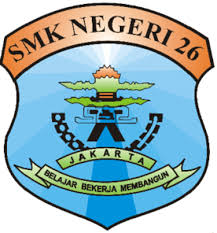 SMK NEGERI 26
JAKARTA
BELAJAR BEKERJA MEMBANGUN